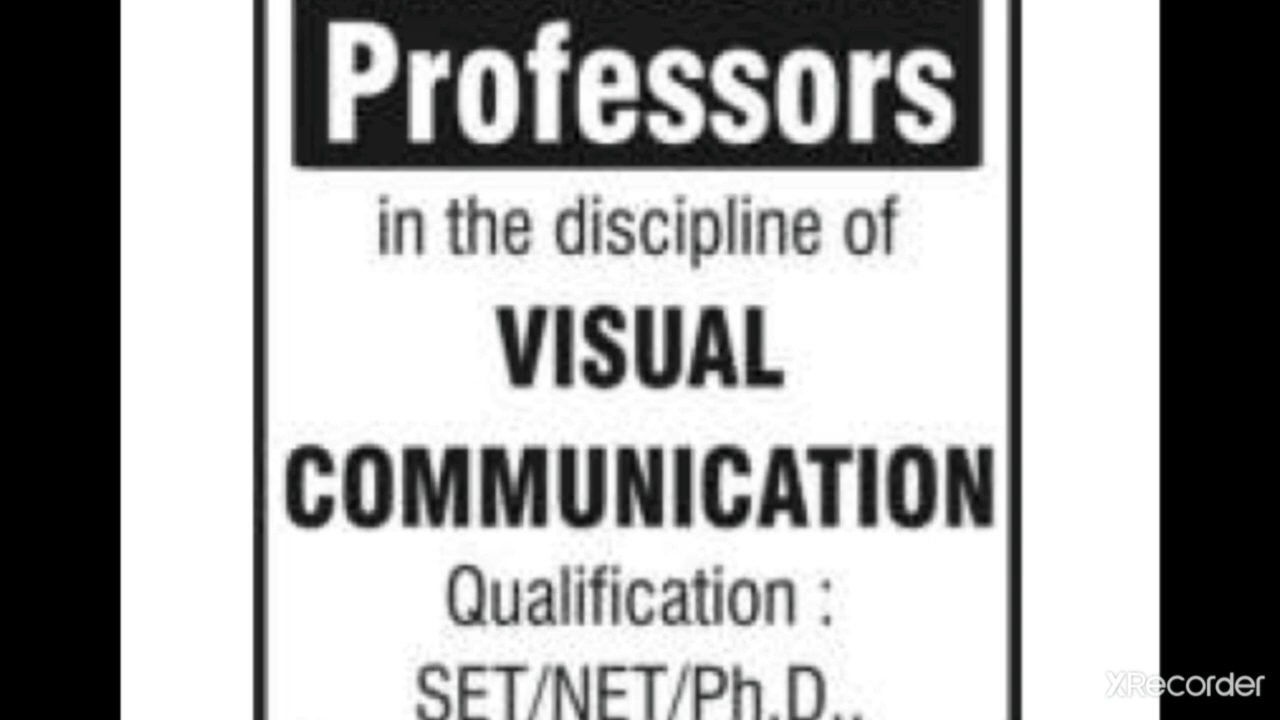 Professors
in the discipline of
VISUAL
COMMUNICATION
Qualification :
SET/NET/Ph.D.,
XRecorder